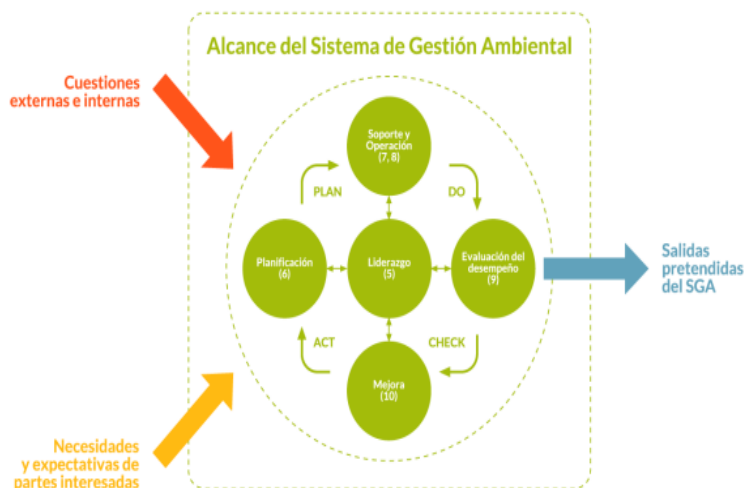 Alcance del Sistema de Gestión Ambiental
Cuestiones
externas e internas
Soporte y
Operación
(7, 8)
PLAN
DO
Planificación
(6)
Liderazgo
(5)
Evaluación del
desempeño
(9)
Salidas
pretendidas
del SGA
ACT
CHECK
Mejora
(10)
Necesidades
y expectativas de
partes interesadas